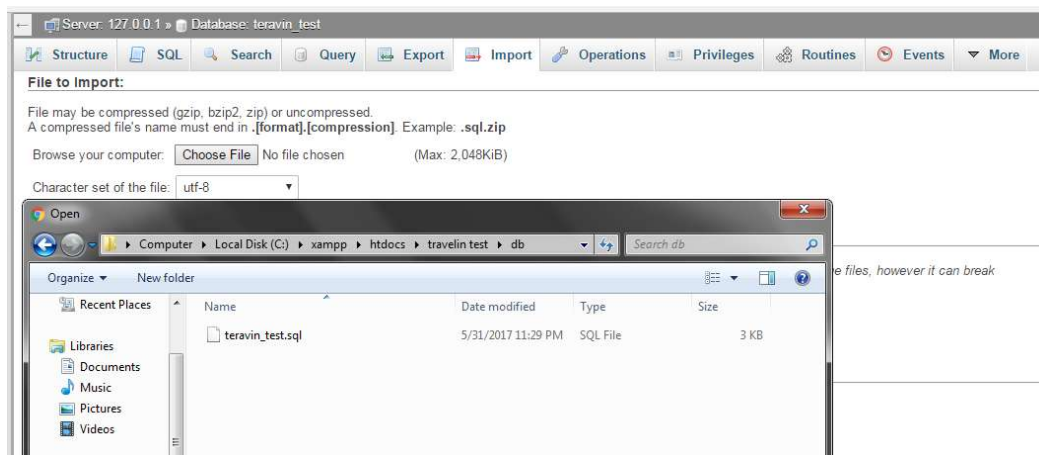 Server: 127.0.0.1 » Database: teravin_test
Structure SQL Search Query Export Import Operations Privileges Routines Events More
File to Import:
File may be compressed (gzip, bzip2, zip) or uncompressed.
A compressed file's name must end in .[format].[compression]. Example: .sql.zip
Browse your computer: Choose File No file chosen (Max: 2,048KiB)
Character set of the file: utf-8
Open
Computer Local Disk (C:) xampp htdocs travelin test db Search db
Organize New folder
e files, however it can break
Recent Places Name Date modified Type Size
teravin_test.sql 5/31/2017 11:29 PM SQL File 3 KB
Libraries
Documents
Music
Pictures
Videos